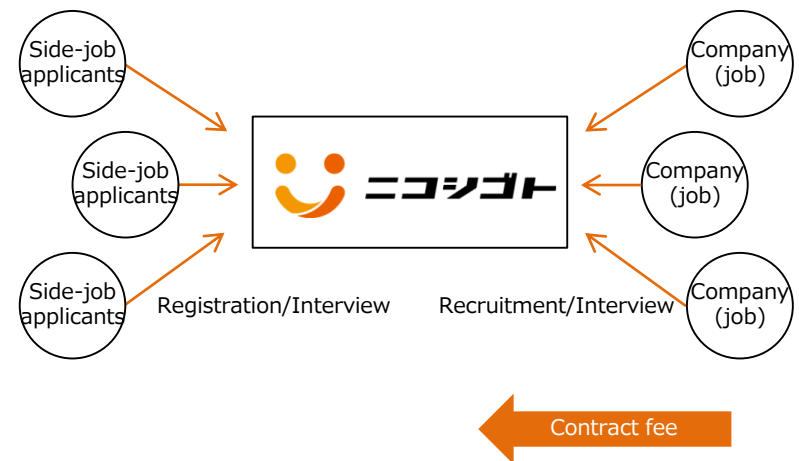 Side-job
applicants
Company
(job)
Side-job
applicants
ニコシゴト
Company
(job)
Side-job
applicants
Registration/Interview
Recruitment/Interview
Company
(job)
Contract fee